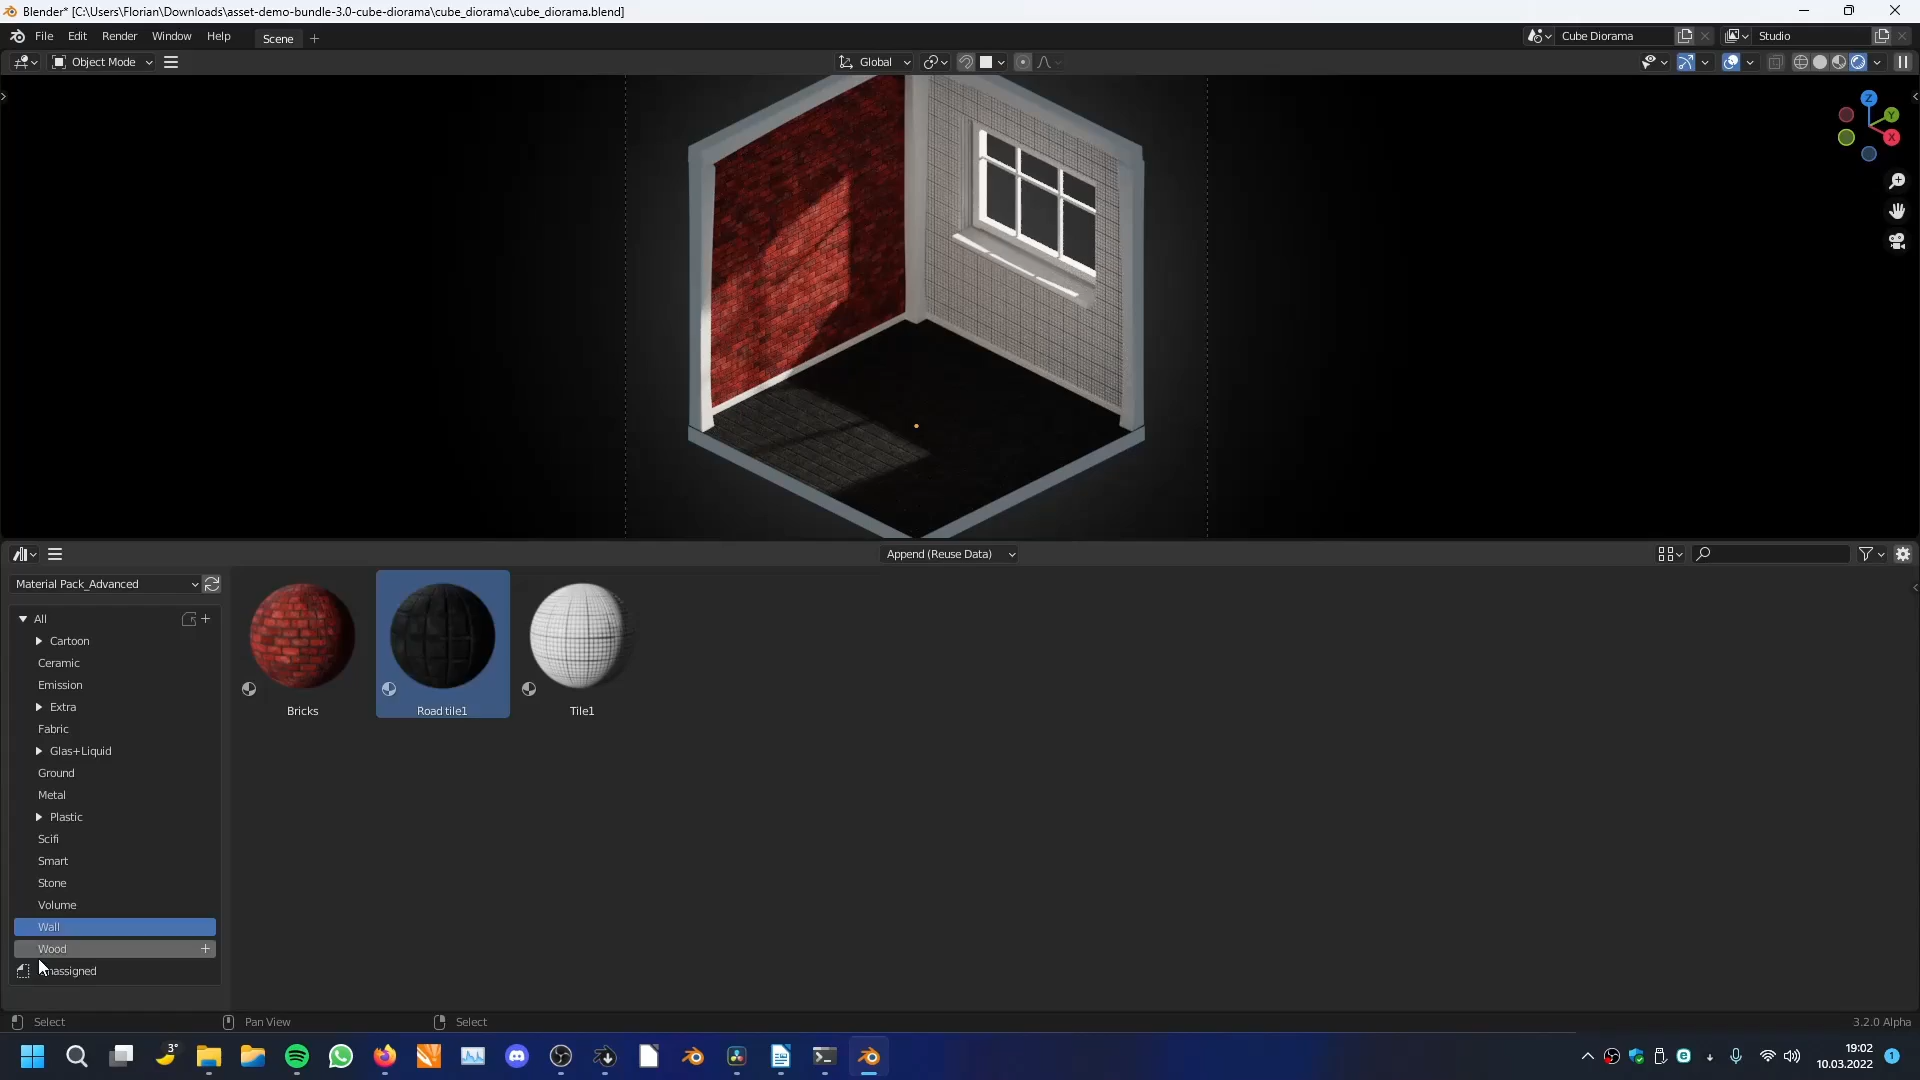 Blender* [C:\Users\Florian\Downloads\asset-demo-bundle-3.0-cube-diorama\cube_diorama\cube_diorama.blend]
File Edit Render Window Help Scene Cube Diorama Studio
Object Mode Global
Z
Y
X
Append (Reuse Data)
Material Pack_Advanced
All
Cartoon
Ceramic
Emission
Extra
Fabric
Glas+Liquid
Ground
Metal
Plastic
Scifi
Smart
Stone
Volume
Wall
Wood
nassigned
Bricks Road tile1 Tile1
Select Pan View Select 3.2.0 Alpha
3°
19:02
10.03.2022
1